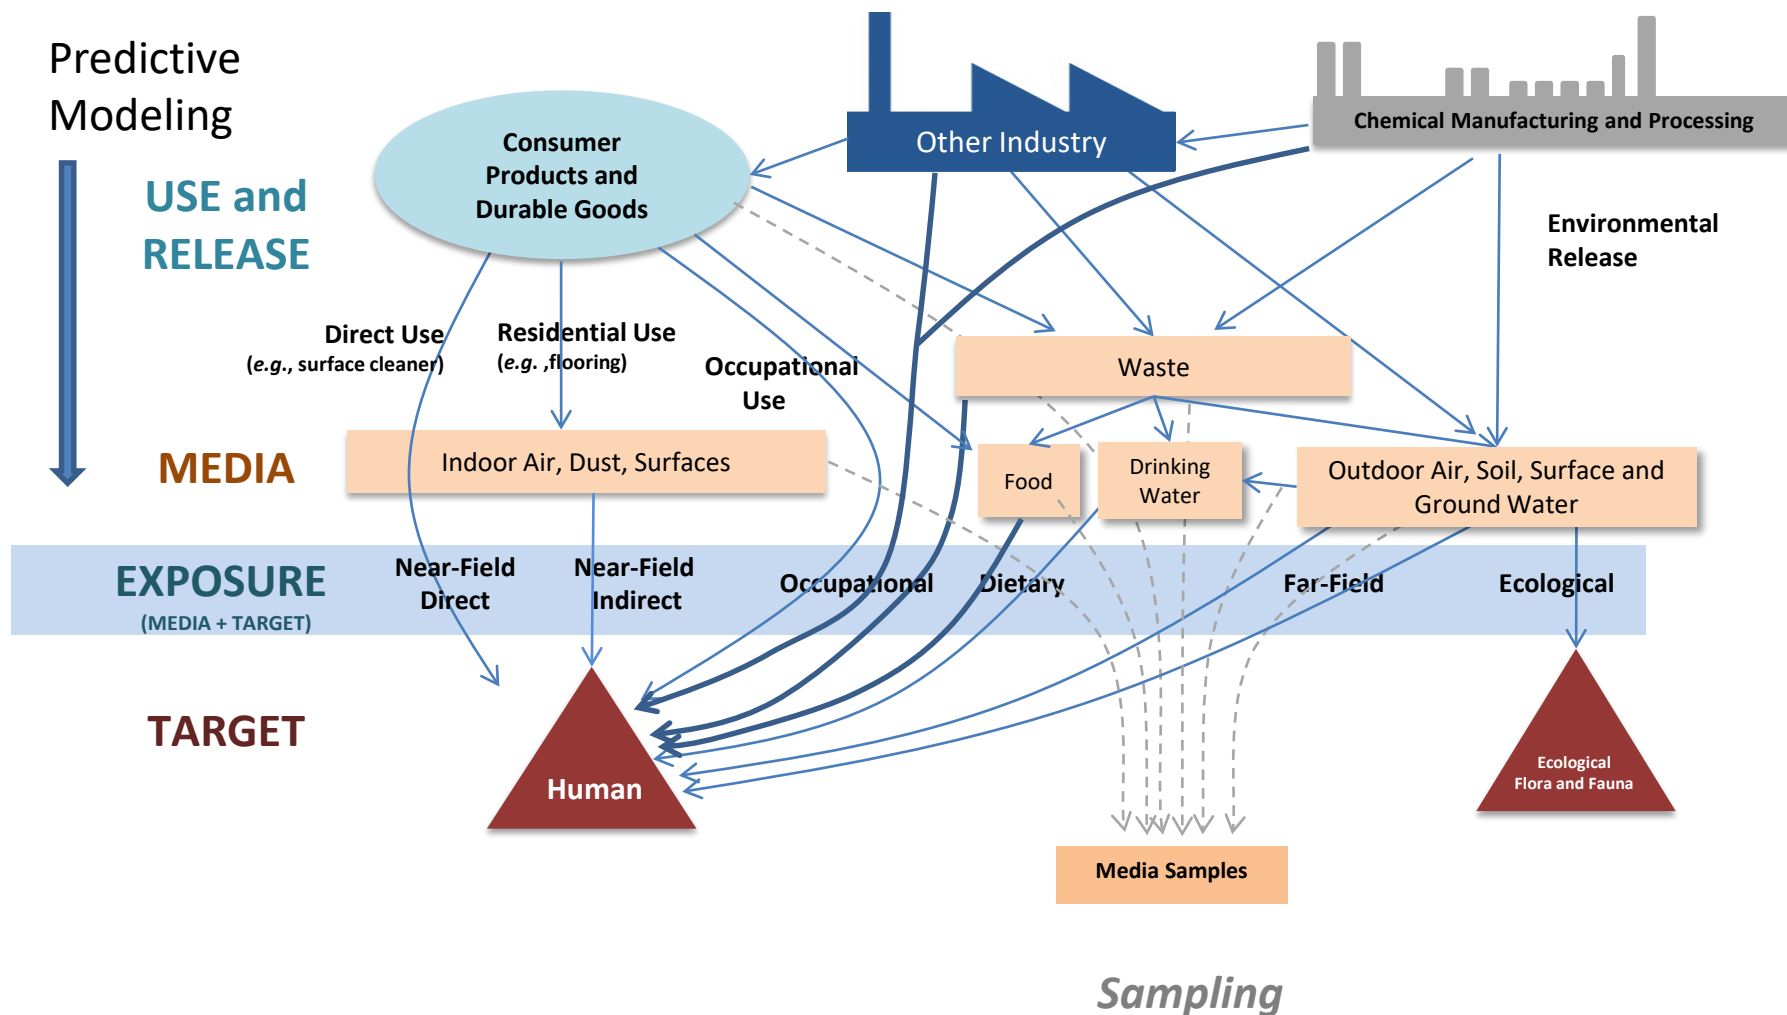 Predictive
Modeling
Other Industry
Chemical Manufacturing and Processing
Consumer
Products and
Durable Goods
USE and
RELEASE
Environmental
Release
Direct Use
(e.g., surface cleaner)
Residential Use
(e.g. ,flooring)
Occupational
Use
Waste
MEDIA
Indoor Air, Dust, Surfaces
Food
Drinking
Water
Outdoor Air, Soil, Surface and
Ground Water
EXPOSURE
(MEDIA + TARGET)
Near-Field
Direct
Near-Field
Indirect
Occupational
Dietary
Far-Field
Ecological
TARGET
Human
Ecological
Flora and Fauna
Media Samples
Sampling